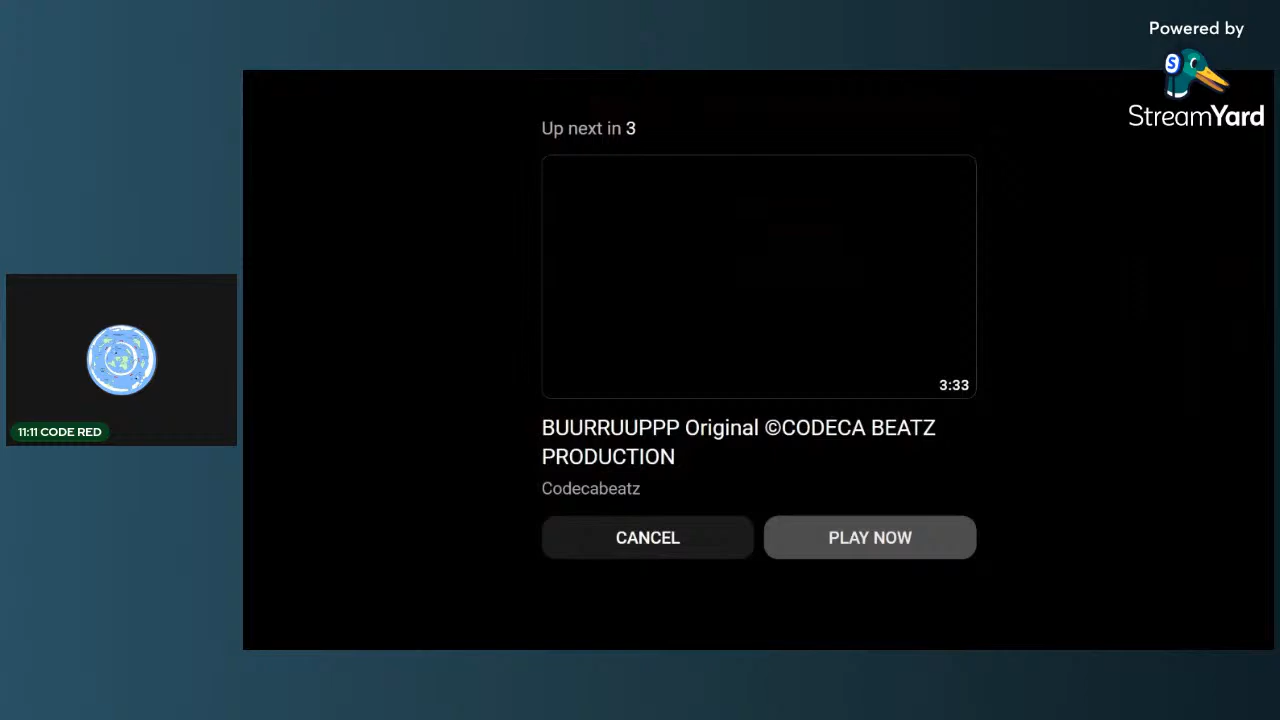 Powered by
StreamYard
Up next in 3
3:33
BUURRUUPPP Original ©CODECA BEATZ
PRODUCTION
Codecabeatz
CANCEL
PLAY NOW
11:11 CODE RED
S